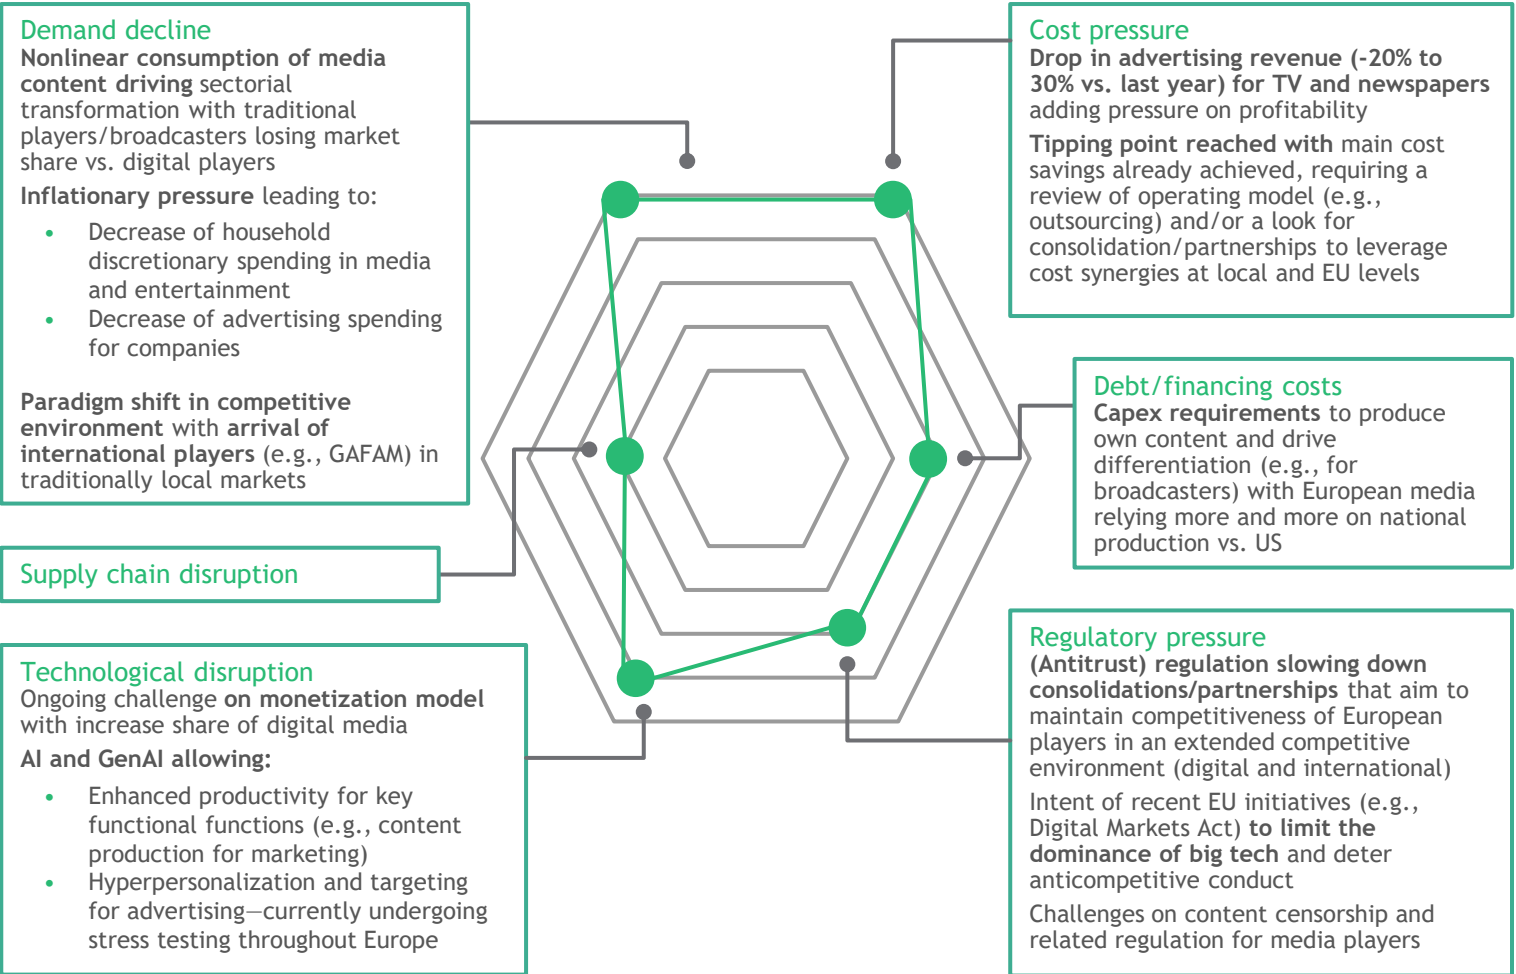 Demand decline
Nonlinear consumption of media
content driving sectorial
transformation with traditional
players/broadcasters losing market
share vs. digital players
Inflationary pressure leading to:
• Decrease of household
discretionary spending in media
and entertainment
• Decrease of advertising spending
for companies
Paradigm shift in competitive
environment with arrival of
international players (e.g., GAFAM) in
traditionally local markets
Supply chain disruption
Technological disruption
Ongoing challenge on monetization model
with increase share of digital media
AI and GenAI allowing:
• Enhanced productivity for key
functional functions (e.g., content
production for marketing)
• Hyperpersonalization and targeting
for advertising—currently undergoing
stress testing throughout Europe
Cost pressure
Drop in advertising revenue (-20% to
30% vs. last year) for TV and newspapers
adding pressure on profitability
Tipping point reached with main cost
savings already achieved, requiring a
review of operating model (e.g.,
outsourcing) and/or a look for
consolidation/partnerships to leverage
cost synergies at local and EU levels
Debt/financing costs
Capex requirements to produce
own content and drive
differentiation (e.g., for
broadcasters) with European media
relying more and more on national
production vs. US
Regulatory pressure
(Antitrust) regulation slowing down
consolidations/partnerships that aim to
maintain competitiveness of European
players in an extended competitive
environment (digital and international)
Intent of recent EU initiatives (e.g.,
Digital Markets Act) to limit the
dominance of big tech and deter
anticompetitive conduct
Challenges on content censorship and
related regulation for media players